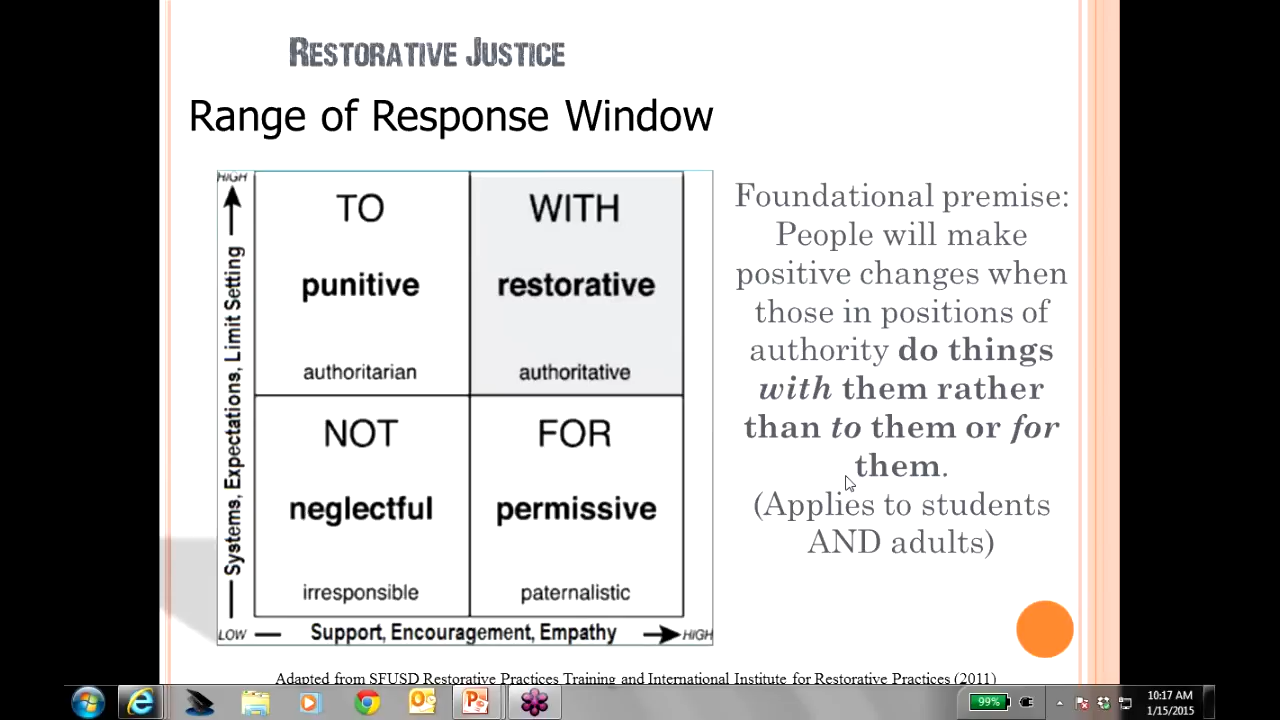 RESTORATIVE JUSTICE
Range of Response Window
HIGH
Systems, Expectations, Limit Setting
TO
punitive
authoritarian
WITH
restorative
authoritative
NOT
neglectful
irresponsible
FOR
permissive
paternalistic
LOW
Support, Encouragement, Empathy
HIGH
Foundational premise:
People will make
positive changes when
those in positions of
authority do things
with them rather
than to them or for
them.
(Applies to students
AND adults)
Adapted from SFUSD Restorative Practices Training and International Institute for Restorative Practices (2011)
99%
10:17 AM
1/15/2015